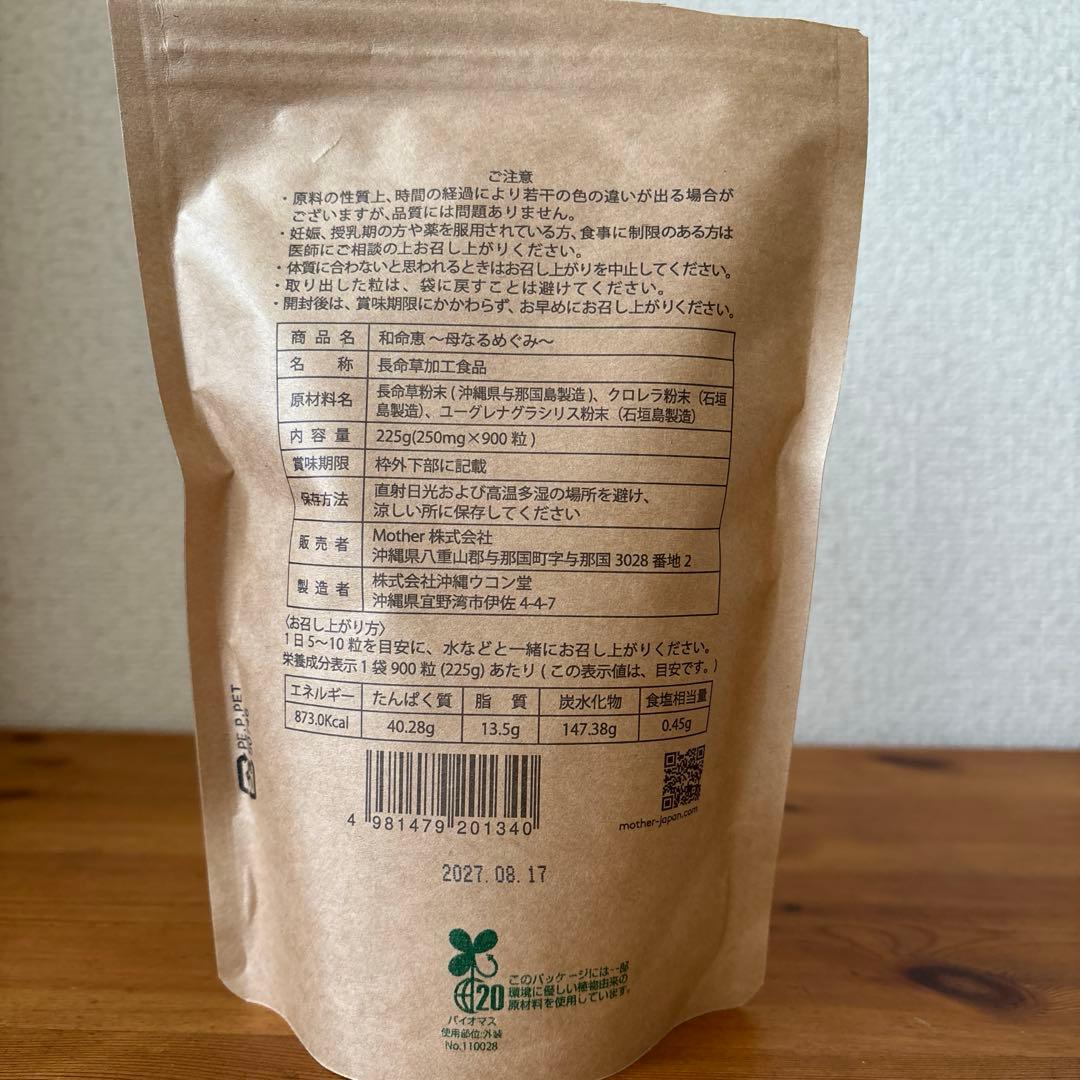 ご注意
・原料の性質上、時間の経過により若干の色の違いが出る場合が
ございますが、品質には問題ありません。
・妊娠、授乳期の方や薬を服用されている方、食事に制限のある方は
医師にご相談の上お召し上がりください。
・体質に合わないと思われるときはお召し上がりを中止してください。
・取り出した粒は、袋に戻すことは避けてください。
・開封後は、賞味期限にかかわらず、お早めにお召し上がりください。
商品名 和命恵 ～母なるめぐみ～
名称 長命草加工食品
原材料名 長命草粉末(沖縄県与那国島製造)、クロレラ粉末（石垣
島製造）、ユーグレナグラシリス粉末（石垣島製造）
内容量 225g(250mg×900粒)
賞味期限 枠外下部に記載
保存方法 直射日光および高温多湿の場所を避け、
涼しい所に保存してください
販売者 Mother 株式会社
沖縄県八重山郡与那国町字与那国 3028 番地 2
製造者 株式会社沖縄ウコン堂
沖縄県宜野湾市伊佐 4-4-7
〈お召し上がり方〉
1日5～10粒を目安に、水などと一緒にお召し上がりください。
栄養成分表示1袋900粒(225g)あたり(この表示値は、目安です。)
エネルギー たんぱく質 脂質 炭水化物 食塩相当量
873.0Kcal 40.28g 13.5g 147.38g 0.45g
PE,P,PET
4 981479 201340
mother-japan.com
2027.08.17
20
バイオマス
使用部位:外装
No.110028
このパッケージには一部
環境に優しい植物由来の
原材料を使用しています。